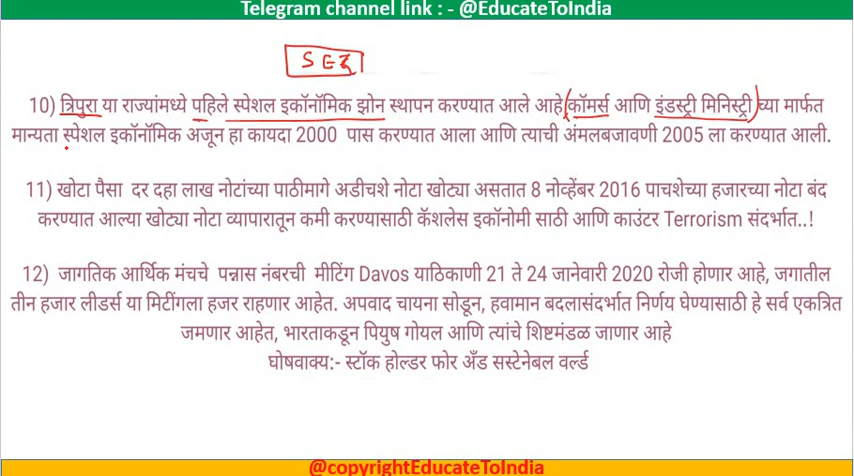 Telegram channel link : - @EducateToIndia
SEZ
10) त्रिपुरा या राज्यांमध्ये पहिले स्पेशल इकॉनॉमिक झोन स्थापन करण्यात आले आहे(कॉमर्स आणि इंडस्ट्री मिनिस्ट्री)च्या मार्फत
मान्यता स्पेशल इकॉनॉमिक अजून हा कायदा 2000 पास करण्यात आला आणि त्याची अंमलबजावणी 2005 ला करण्यात आली.
11) खोटा पैसा दर दहा लाख नोटांच्या पाठीमागे अडीचशे नोटा खोट्या असतात 8 नोव्हेंबर 2016 पाचशेच्या हजारच्या नोटा बंद
करण्यात आल्या खोट्या नोटा व्यापारातून कमी करण्यासाठी कॅशलेस इकॉनोमी साठी आणि काउंटर Terrorism संदर्भात..!
12) जागतिक आर्थिक मंचचे पन्नास नंबरची मीटिंग Davos याठिकाणी 21 ते 24 जानेवारी 2020 रोजी होणार आहे, जगातील
तीन हजार लीडर्स या मिटींगला हजर राहणार आहेत. अपवाद चायना सोडून, हवामान बदलासंदर्भात निर्णय घेण्यासाठी हे सर्व एकत्रित
जमणार आहेत, भारताकडून पियुष गोयल आणि त्यांचे शिष्टमंडळ जाणार आहे
घोषवाक्य:- स्टॉक होल्डर फोर अँड सस्टेनेबल वर्ल्ड
@copyrightEducateToIndia